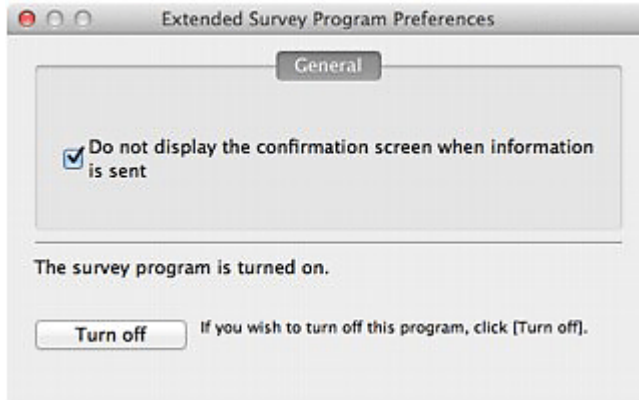 Extended Survey Program Preferences
General
Do not display the confirmation screen when information
is sent
The survey program is turned on.
Turn off
If you wish to turn off this program, click [Turn off].